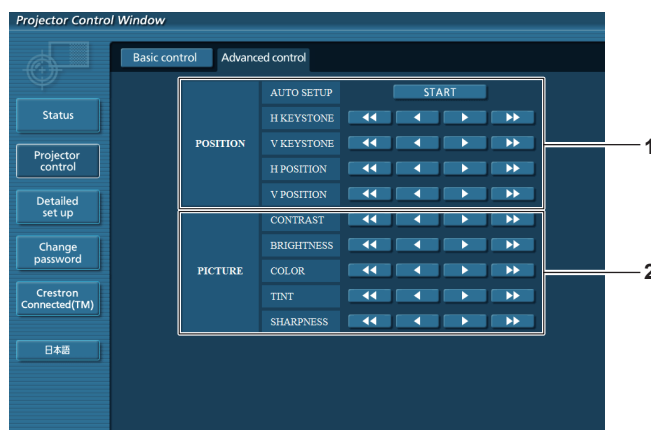 Projector Control Window
Basic control
Advanced control
Status
Projector
control
Detailed
set up
Change
password
Crestron
Connected(TM)
日本語
POSITION
AUTO SETUP
START
H KEYSTONE
V KEYSTONE
H POSITION
V POSITION
1
PICTURE
CONTRAST
BRIGHTNESS
COLOR
TINT
SHARPNESS
2